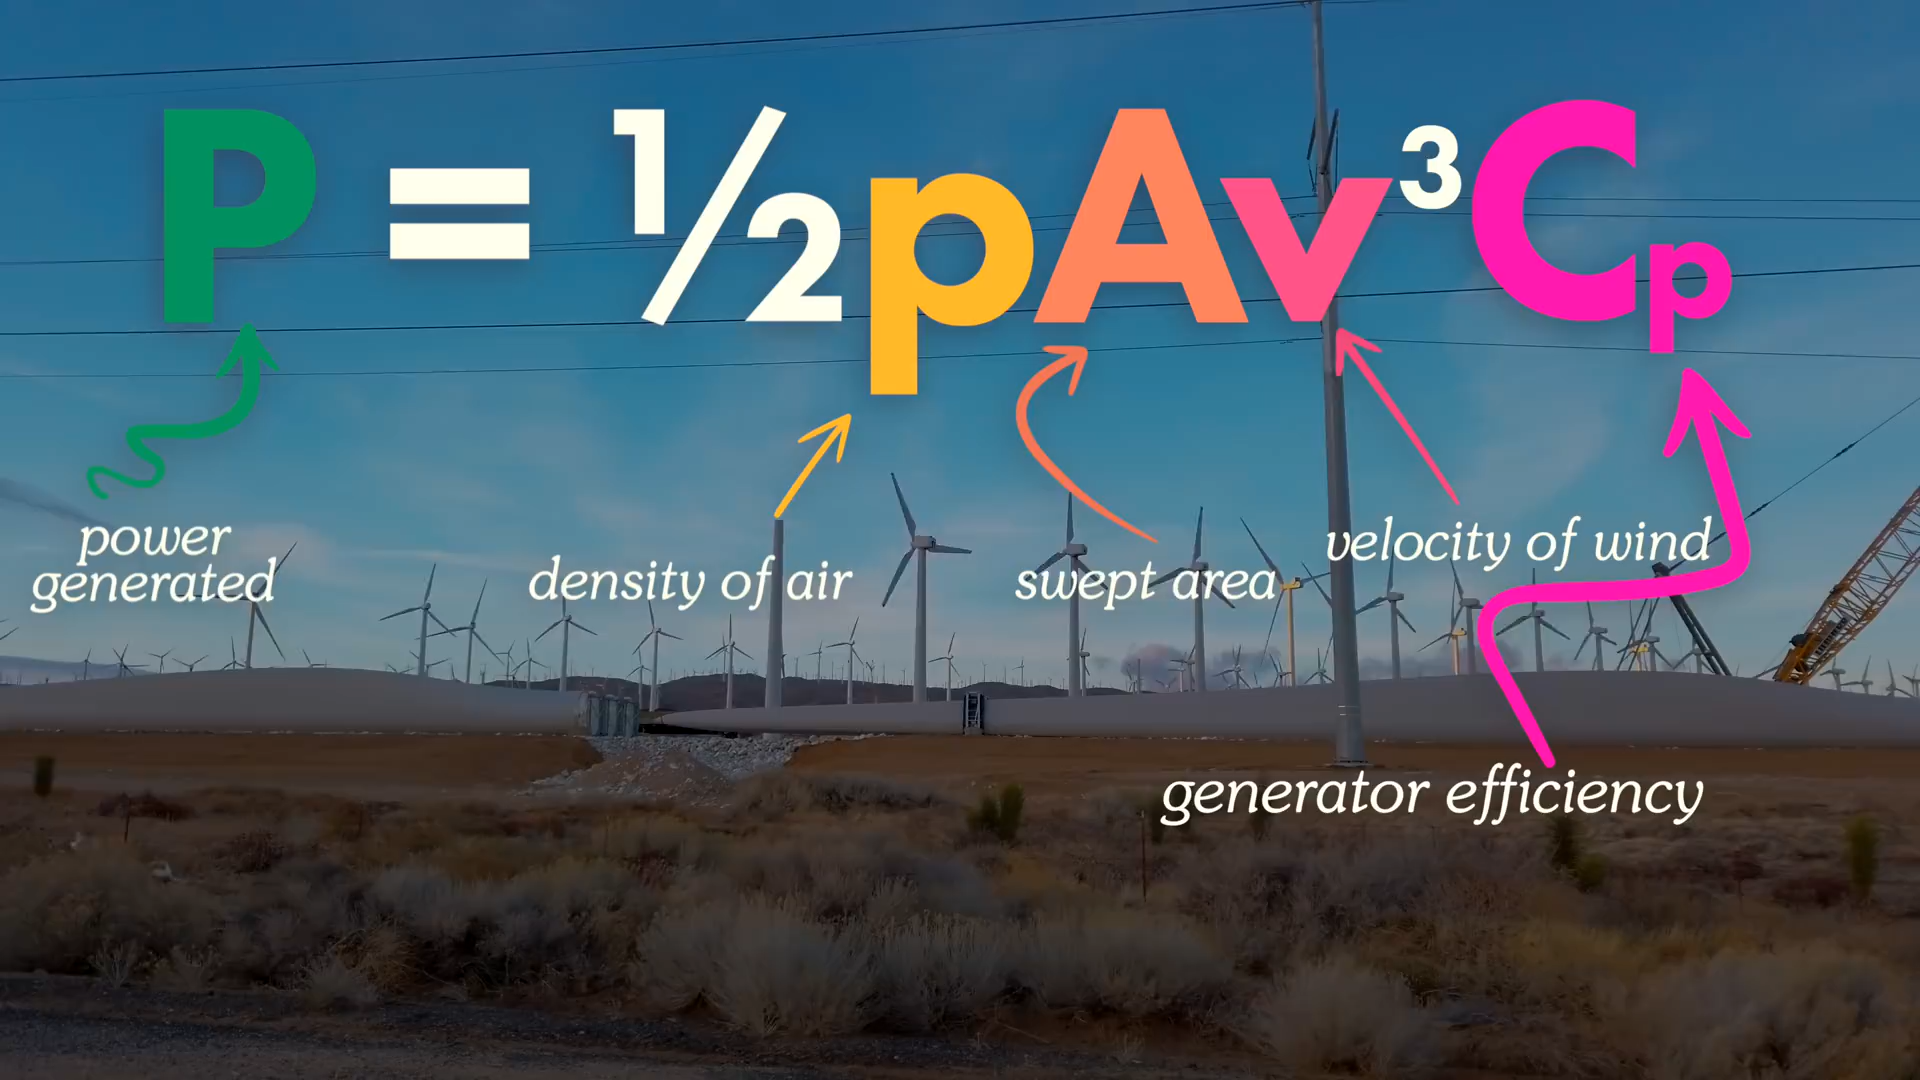 P = ½pAv³Cp
power
generated
density of air
swept area
velocity of wind
generator efficiency